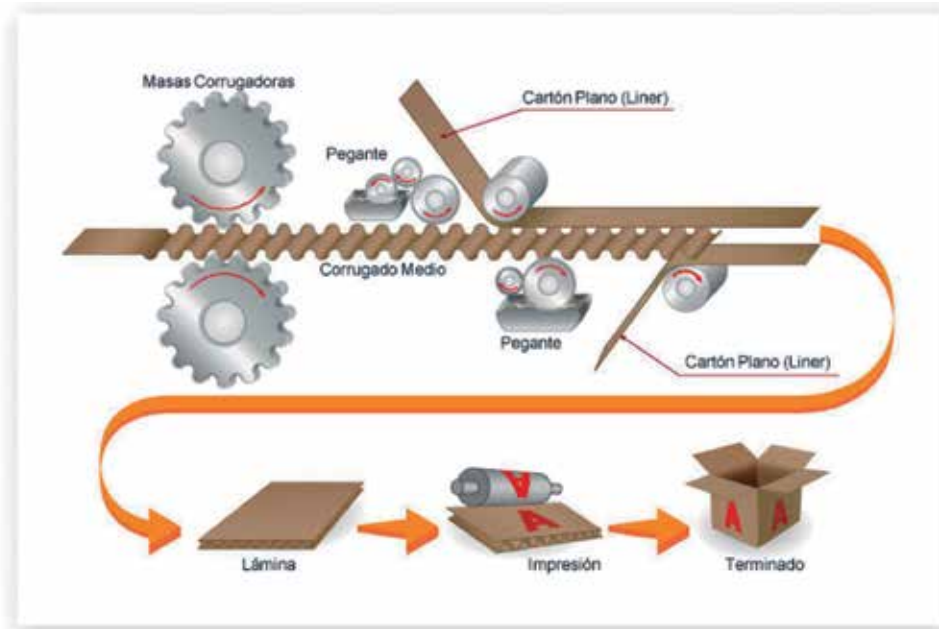 Masas Corrugadoras
Cartón Plano (Liner)
Pegante
Corrugado Medio
Pegante
Cartón Plano (Liner)
A
A
A
A
Lámina
Impresión
Terminado